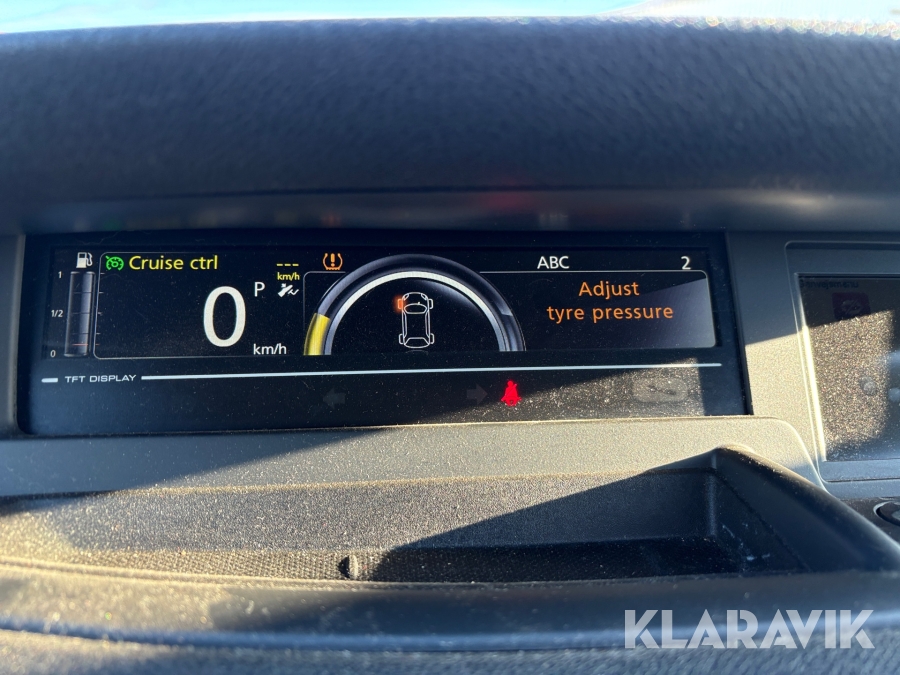 Cruise ctrl
---
km/h
ABC
2
1
1/2
0
0
P
km/h
Adjust
tyre pressure
TFT DISPLAY
KLARAVIK